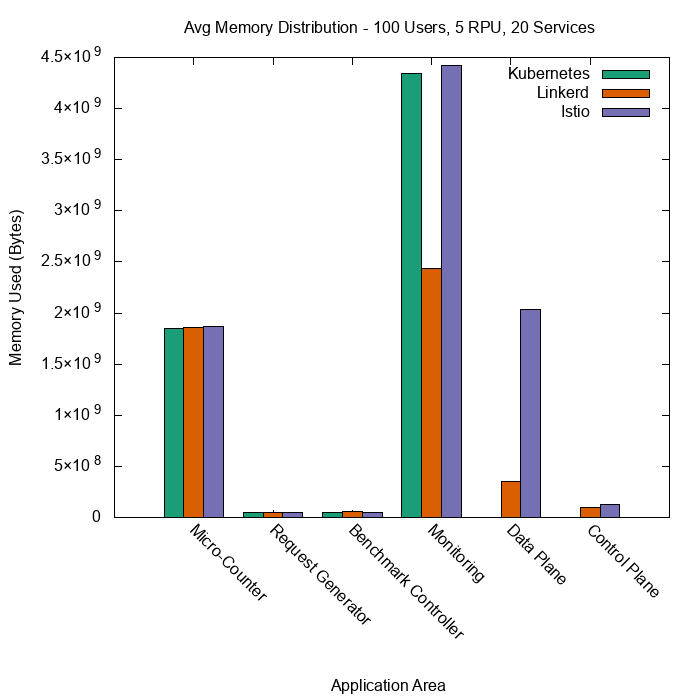 Avg Memory Distribution - 100 Users, 5 RPU, 20 Services
4.5×10⁹
4×10⁹
3.5×10⁹
3×10⁹
2.5×10⁹
2×10⁹
1.5×10⁹
1×10⁹
5×10⁸
0
Memory Used (Bytes)
Kubernetes
Linkerd
Istio
Micro-Counter
Request Generator
Benchmark Controller
Monitoring
Data Plane
Control Plane
Application Area